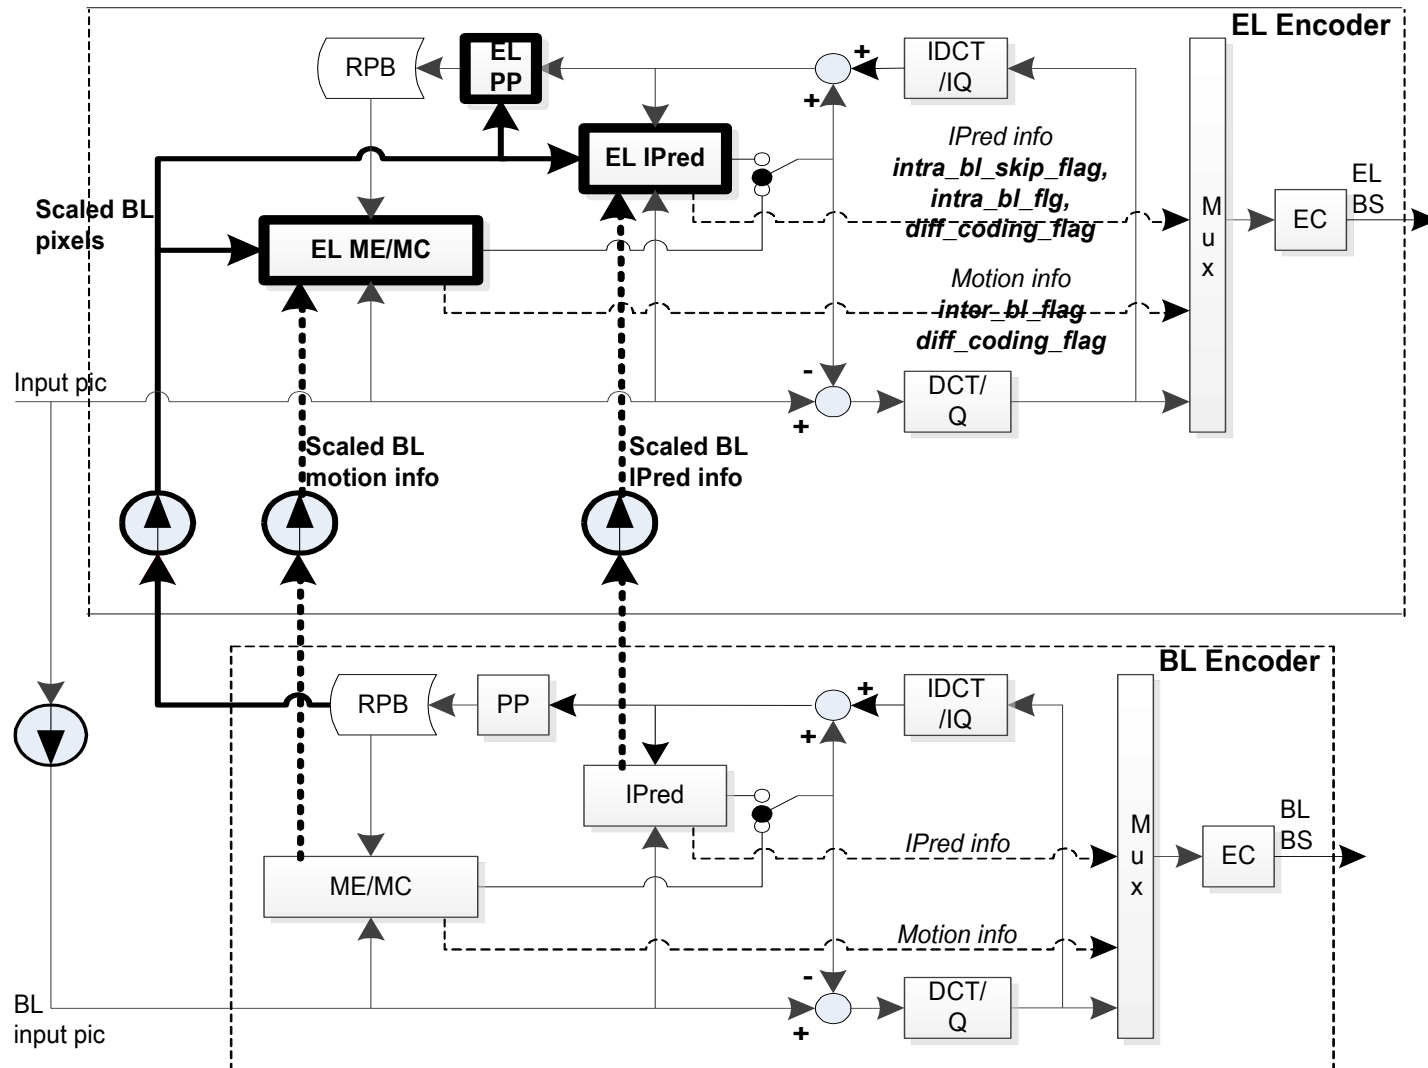 EL Encoder
RPB
EL
PP
+
IDCT
/IQ
+
EL IPred
IPred info
intra_bl_skip_flag,
intra_bl_flg,
diff_coding_flag
EL
BS
Scaled BL
pixels
EL ME/MC
M
u
x
EC
Motion info
inter_bl_flag
diff_coding_flag
Input pic
-
+
DCT/
Q
Scaled BL
motion info
Scaled BL
IPred info
BL Encoder
RPB
PP
+
IDCT
/IQ
+
IPred
BL
BS
M
u
x
EC
IPred info
ME/MC
Motion info
-
+
DCT/
Q
BL
input pic